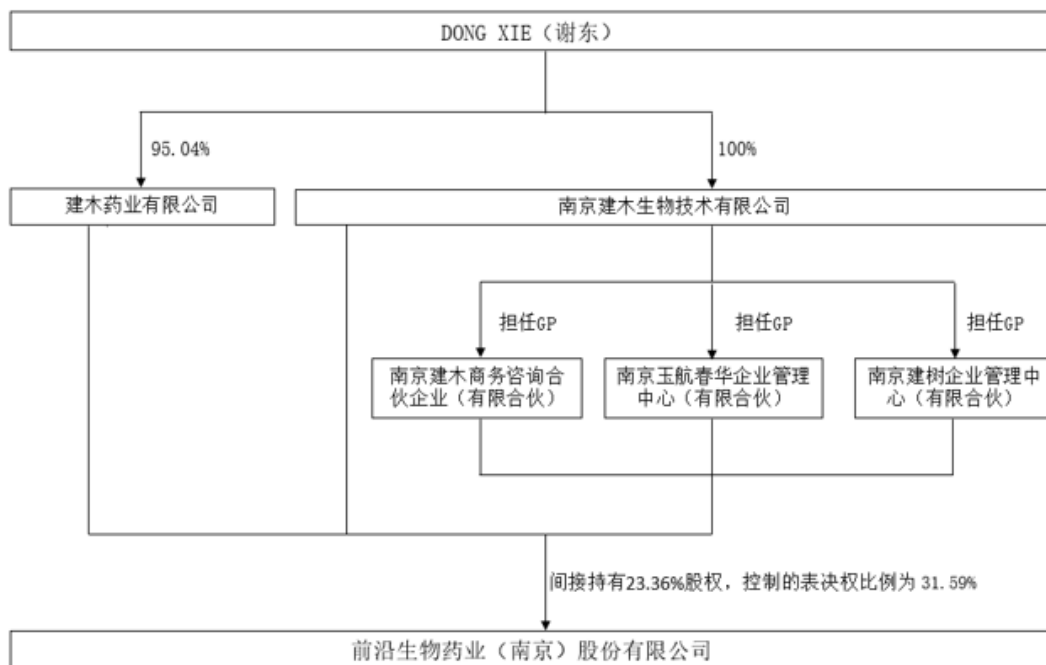 DONG XIE（谢东）
95.04%
100%
建木药业有限公司
南京建木生物技术有限公司
担任GP
担任GP
担任GP
南京建木商务咨询合
伙企业（有限合伙）
南京玉航春华企业管理
中心（有限合伙）
南京建树企业管理中
心（有限合伙）
间接持有23.36%股权，控制的表决权比例为 31.59%
前沿生物药业（南京）股份有限公司